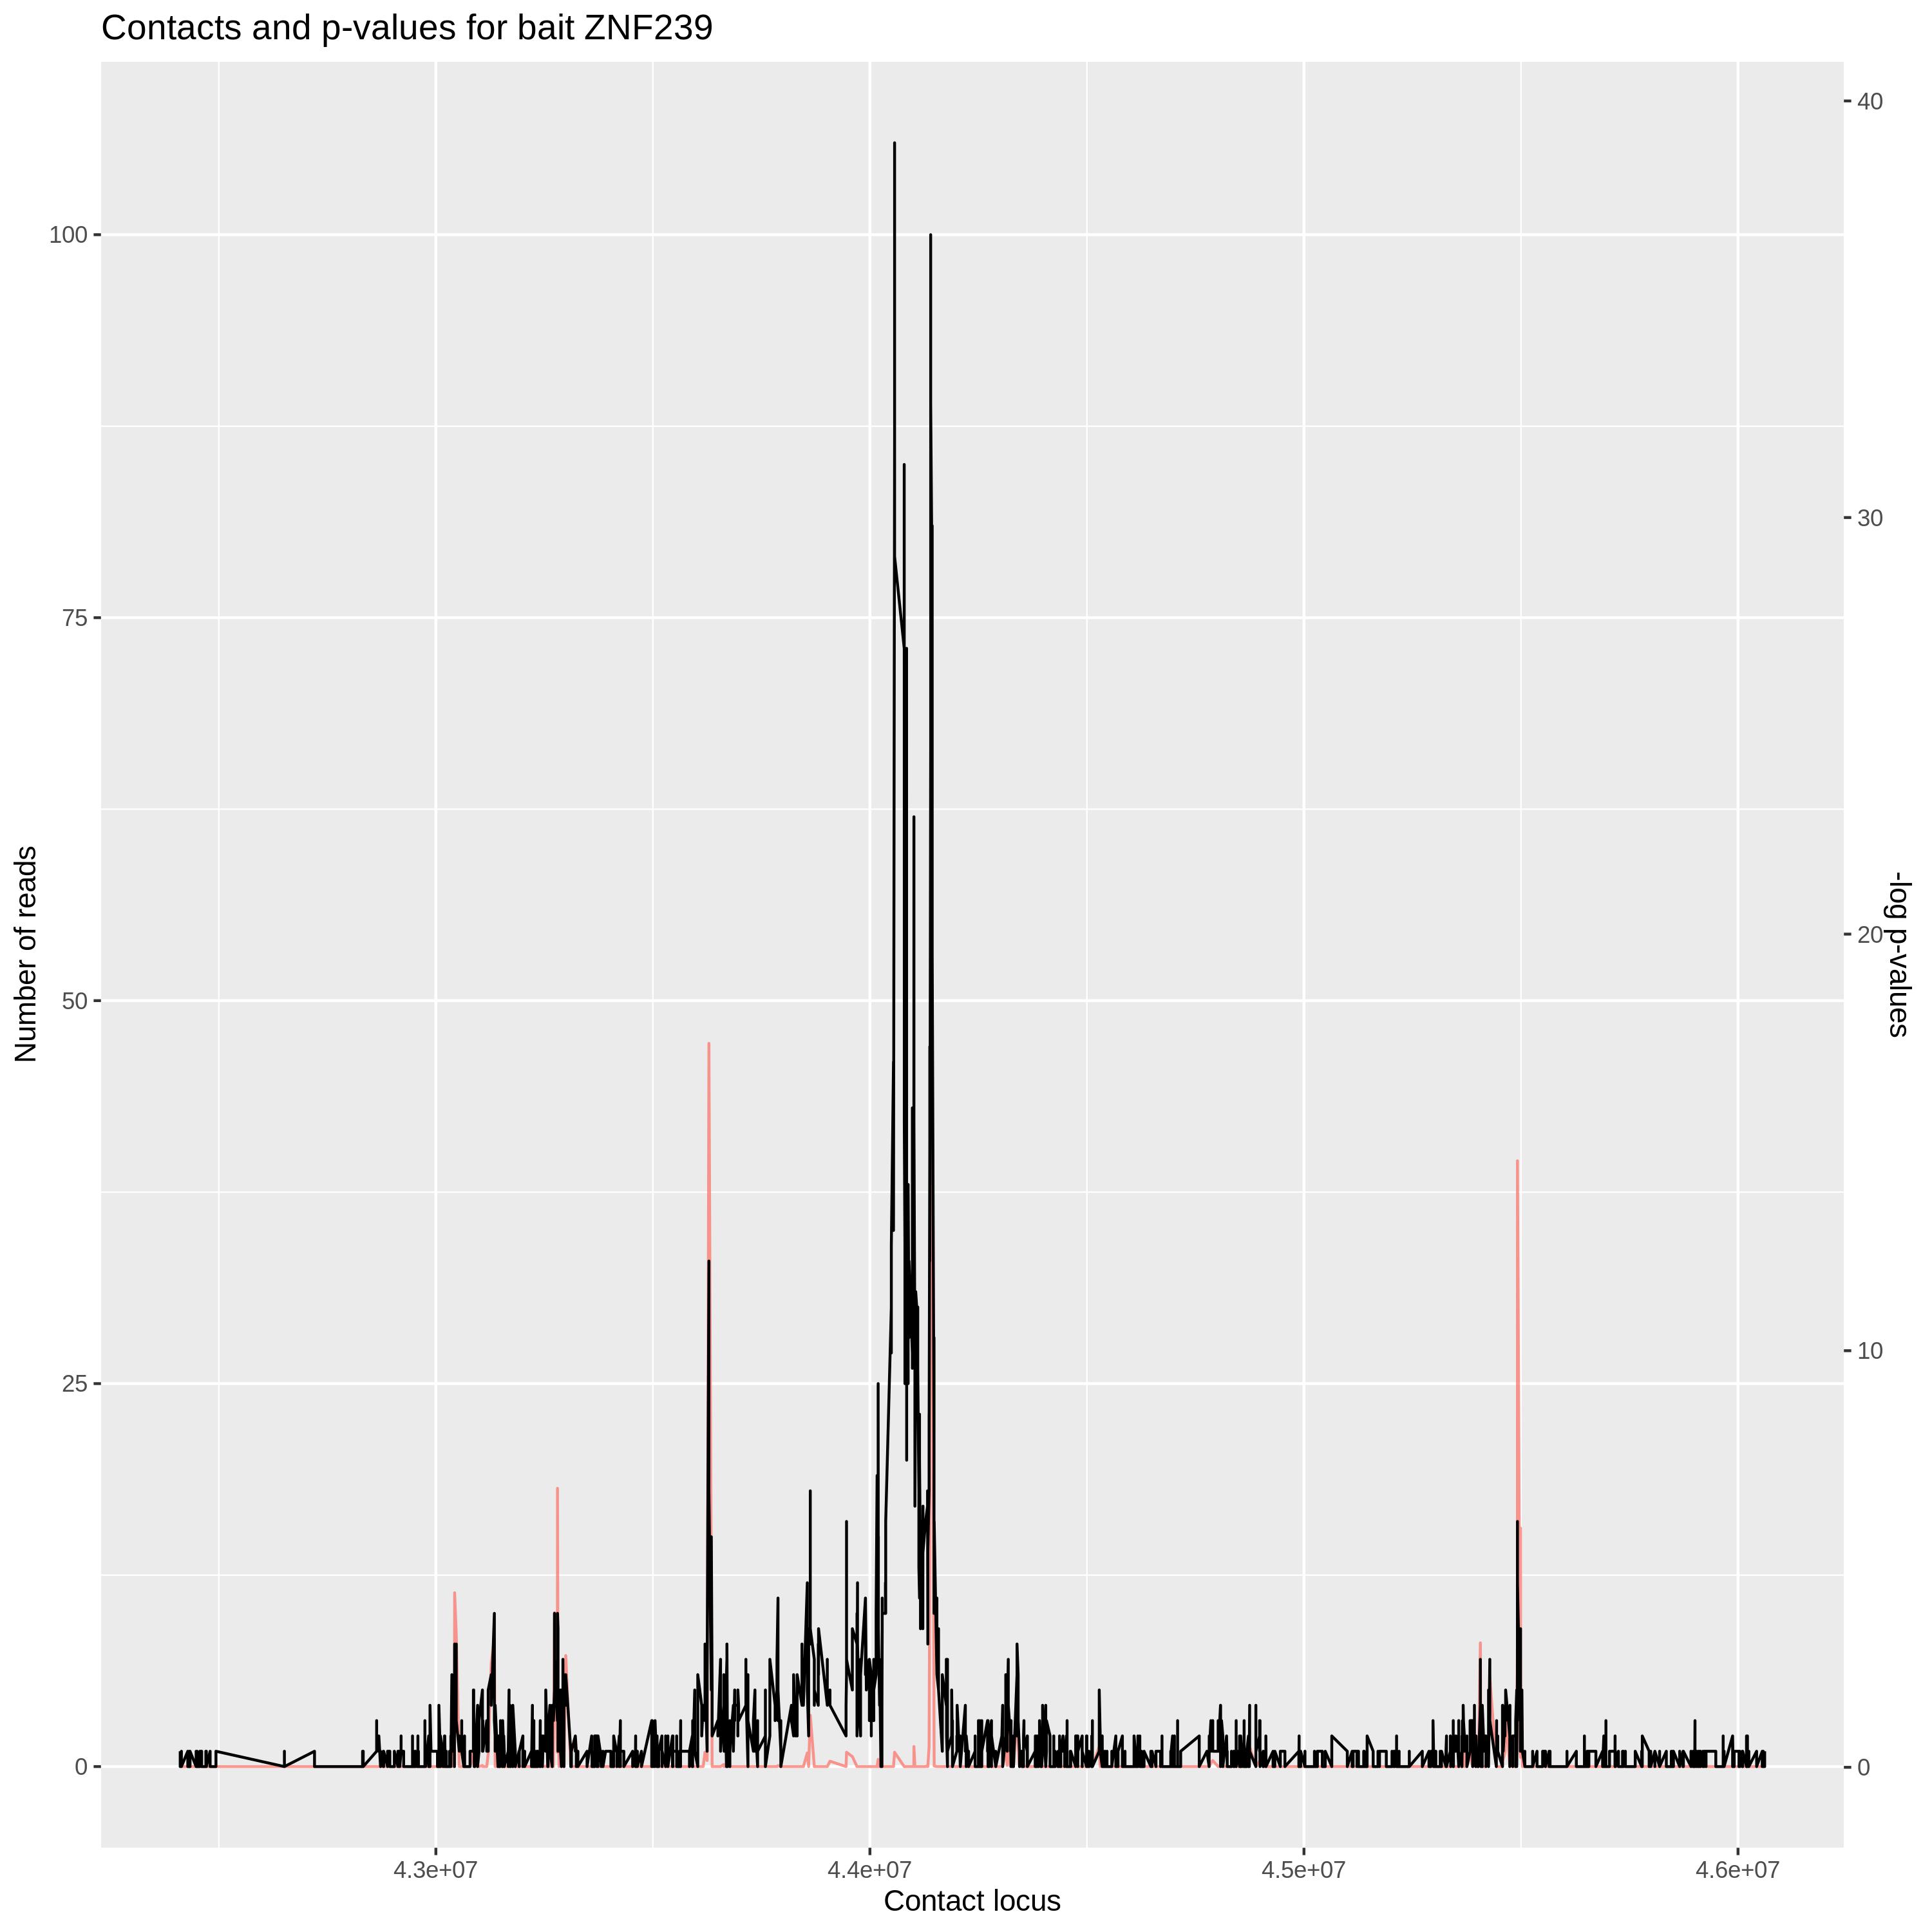 Contacts and p-values for bait ZNF239
Number of reads
100
75
50
25
0
40
30
20
10
0
-log p-values
4.3e+07
4.4e+07
4.5e+07
4.6e+07
Contact locus